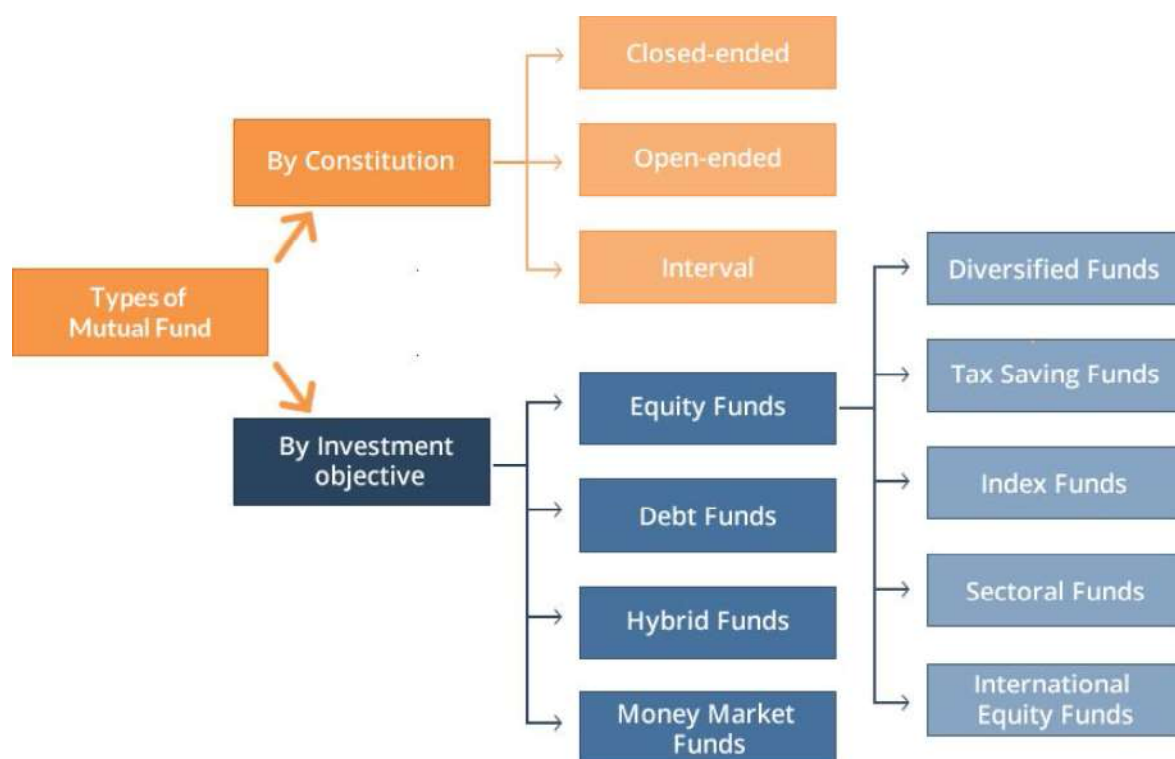 Closed-ended
By Constitution
Open-ended
Interval
Diversified Funds
Types of
Mutual Fund
Tax Saving Funds
Equity Funds
By Investment
objective
Index Funds
Debt Funds
Sectoral Funds
Hybrid Funds
International
Equity Funds
Money Market
Funds